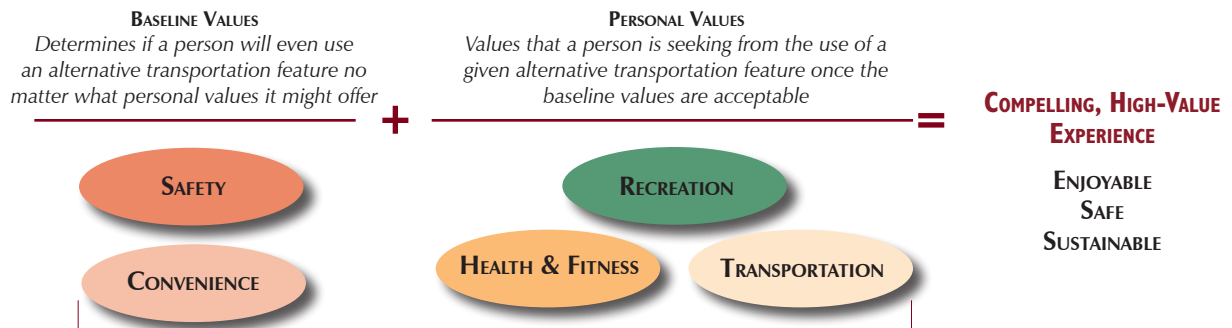 BASELINE VALUES
Determines if a person will even use
an alternative transportation feature no
matter what personal values it might offer
+
PERSONAL VALUES
Values that a person is seeking from the use of a
given alternative transportation feature once the
baseline values are acceptable
=
COMPELLING, HIGH-VALUE
EXPERIENCE
ENJOYABLE
SAFE
SUSTAINABLE
SAFETY
CONVENIENCE
RECREATION
HEALTH & FITNESS
TRANSPORTATION